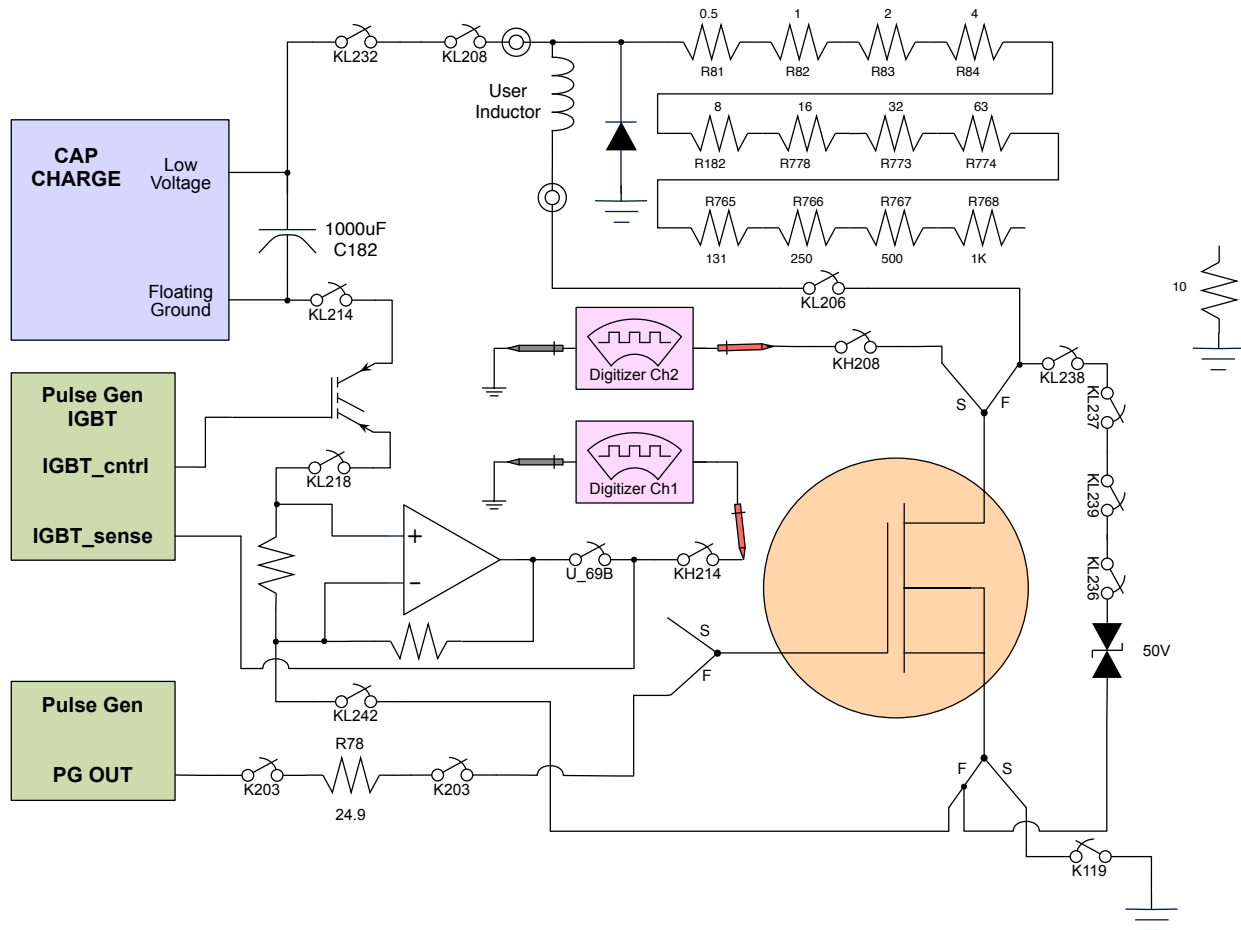 KL232
KL208
User
Inductor
0.5
1
2
4
R81
R82
R83
R84
8
16
32
63
R182
R778
R773
R774
R765
R766
R767
R768
131
250
500
1K
CAP
CHARGE
Low
Voltage
Floating
Ground
1000uF
C182
KL214
KL206
10
Digitizer Ch2
KH208
S
F
KL238
KL237
KL239
KL236
50V
Pulse Gen
IGBT
IGBT_cntrl
IGBT_sense
KL218
Digitizer Ch1
+
−
U_69B
KH214
S
F
Pulse Gen
PG OUT
KL242
K203
R78
24.9
K203
F
S
K119